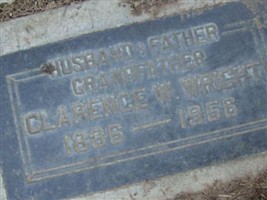 HUSBAND, FATHER
GRANDFATHER
CLARENCE W. WRIGHT
1886 — 1958